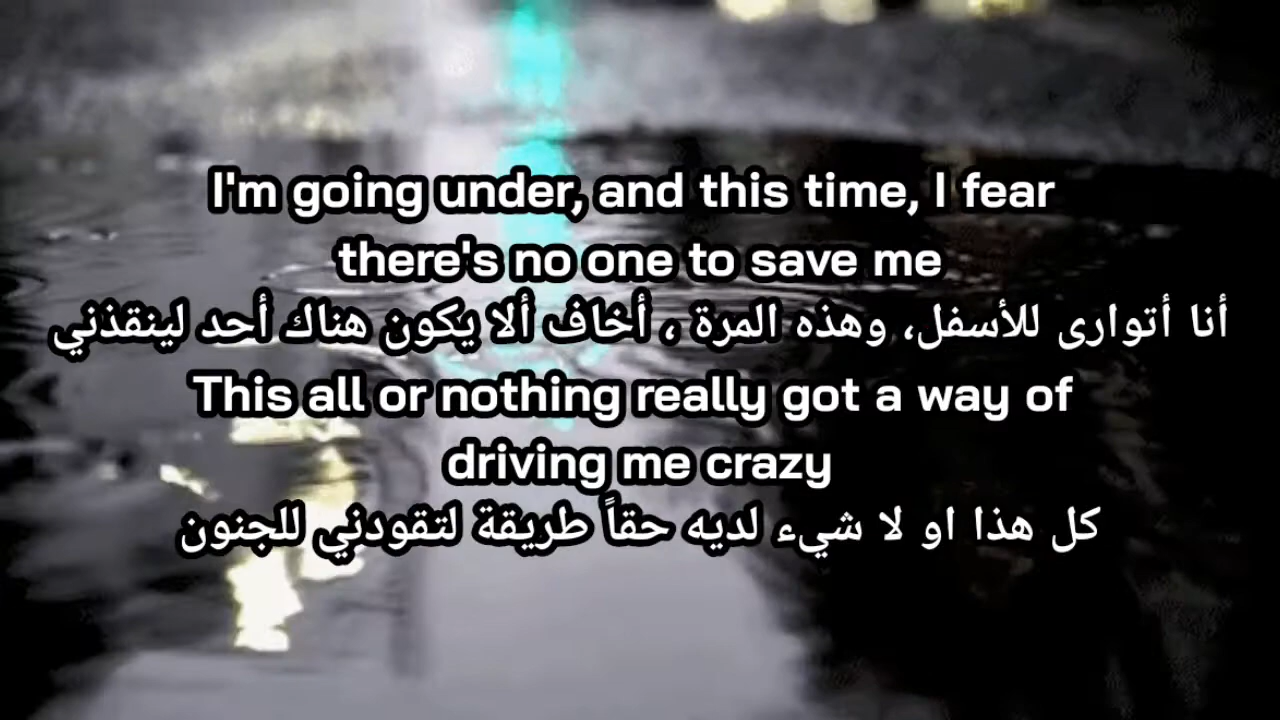 I'm going under, and this time, I fear
there's no one to save me
أنا أتوارى للأسفل، وهذه المرة ، أخاف ألا يكون هناك أحد لينقذني
This all or nothing really got a way of
driving me crazy
كل هذا او لا شيء لديه حقاً طريقة لتقودني للجنون